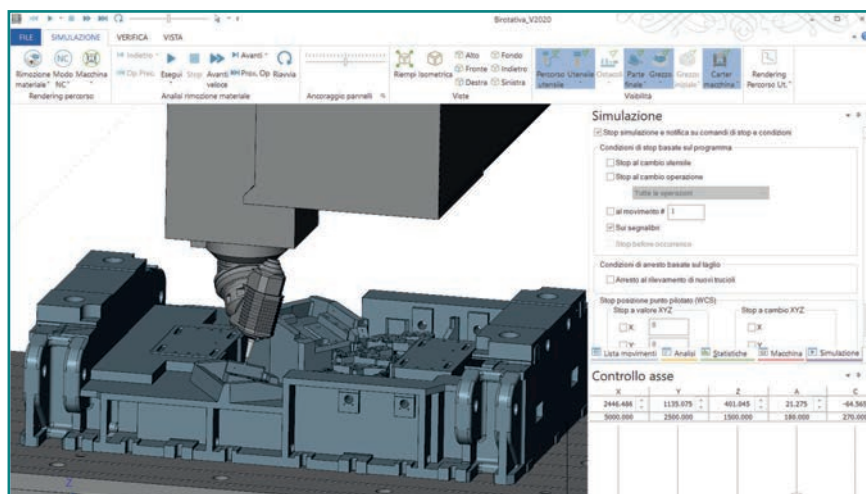 Birotativa_V2020
FILE SIMULAZIONE VERIFICA VISTA
Indietro Avanti Alto Fondo
Rimozione materiale Modo NC Macchina Op Prec. Esegui Stop Avanti veloce Pros. Op Riavvia Riempi Isometrica Fronte Indietro Percorso utensile Utensile Ostacoli Parte finale Grezzo Grezzo iniziale Carter macchina Rendering Percorso Ut.
Destra Sinistra
Rendering percorso Analisi rimozione materiale Ancoraggio pannelli Viste Visibilità
Simulazione
Stop simulazione e notifica su comandi di stop e condizioni
Condizioni di stop basate sul programma
Stop al cambio utensile
Stop al cambio operazione
Tutte le operazioni
al movimento # 1
Sui segnalibri
Stop before occurrence
Condizioni di arresto basate sul taglio
Arresto al rilevamento di nuovi trucioli
Stop posizione punto pilotato (WCS)
Stop a valore XYZ Stop a cambio XYZ
X: 0 X
Y: 0 Y
Lista movimenti Analisi Statistiche Macchina Simulazione
Controllo asse
X Y Z A C
2446.486 1135.075 401.045 21.275 -64.565
5000.000 2500.000 1500.000 180.000 270.000
Z